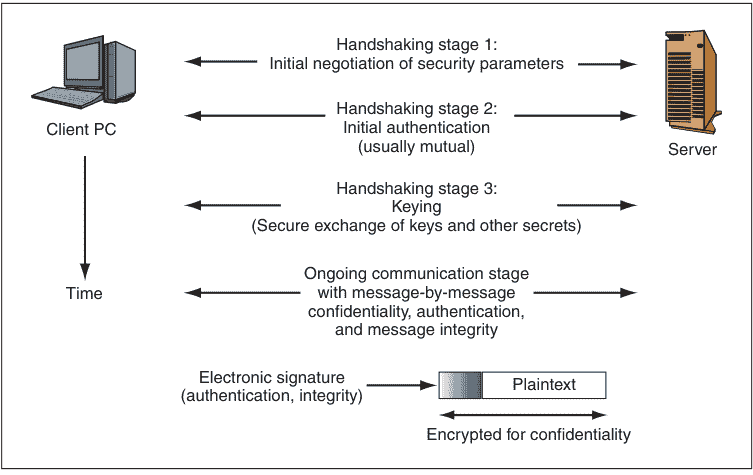 Handshaking stage 1:
Initial negotiation of security parameters
Client PC
Handshaking stage 2:
Initial authentication
(usually mutual)
Server
Handshaking stage 3:
Keying
(Secure exchange of keys and other secrets)
Time
Ongoing communication stage
with message-by-message
confidentiality, authentication,
and message integrity
Electronic signature
(authentication, integrity)
Plaintext
Encrypted for confidentiality